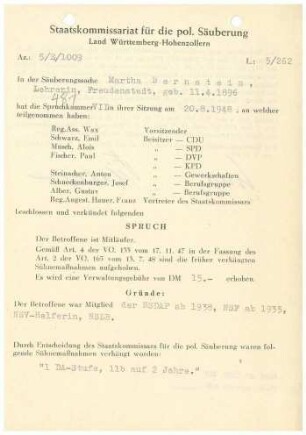 Staatskommissariat für die pol. Säuberung
Land Württemberg-Hohenzollern
Az.: 5/2/1009 L: 5/262
In der Säuberungssache Martha Bernstein,
Lehrerin, Freudenstadt, geb. 11.4.1896
hat die Spruchkammer VII in ihrer Sitzung am 20.8.1948, an welcher
teilgenommen haben:
Reg.Ass. Wax Vorsitzender
Schwarz, Emil Beisitzer — CDU
Münch, Alois „ — SPD
Fischer, Paul „ — DVP
„ — KPD
Steinacher, Anton „ — Gewerkschaften
Schneckenburger, Josef „ — Berufsgruppe
Alber, Gustav „ — Berufsgruppe
Reg.Angest. Hauer, Franz Vertreter des Staatskommissars
beschlossen und verkündet folgenden
SPRUCH
Der Betroffene ist Mitläufer.
Gemäß Art. 4 der VO. 133 vom 17. 11. 47 in der Fassung des
Art. 2 der VO. 165 vom 13. 7. 48 sind die früher verhängten
Sühnemaßnahmen aufgehoben.
Es wird eine Verwaltungsgebühr von DM 15.- erhoben.
Gründe:
Der Betroffene war Mitglied der NSDAP ab 1938, NSF ab 1935,
NSV-Helferin, NSLB.
Durch Entscheidung des Staatskommissars für die pol. Säuberung waren fol-
gende Sühnemaßnahmen verhängt worden:
"1 DA-Stufe, 11b auf 2 Jahre."